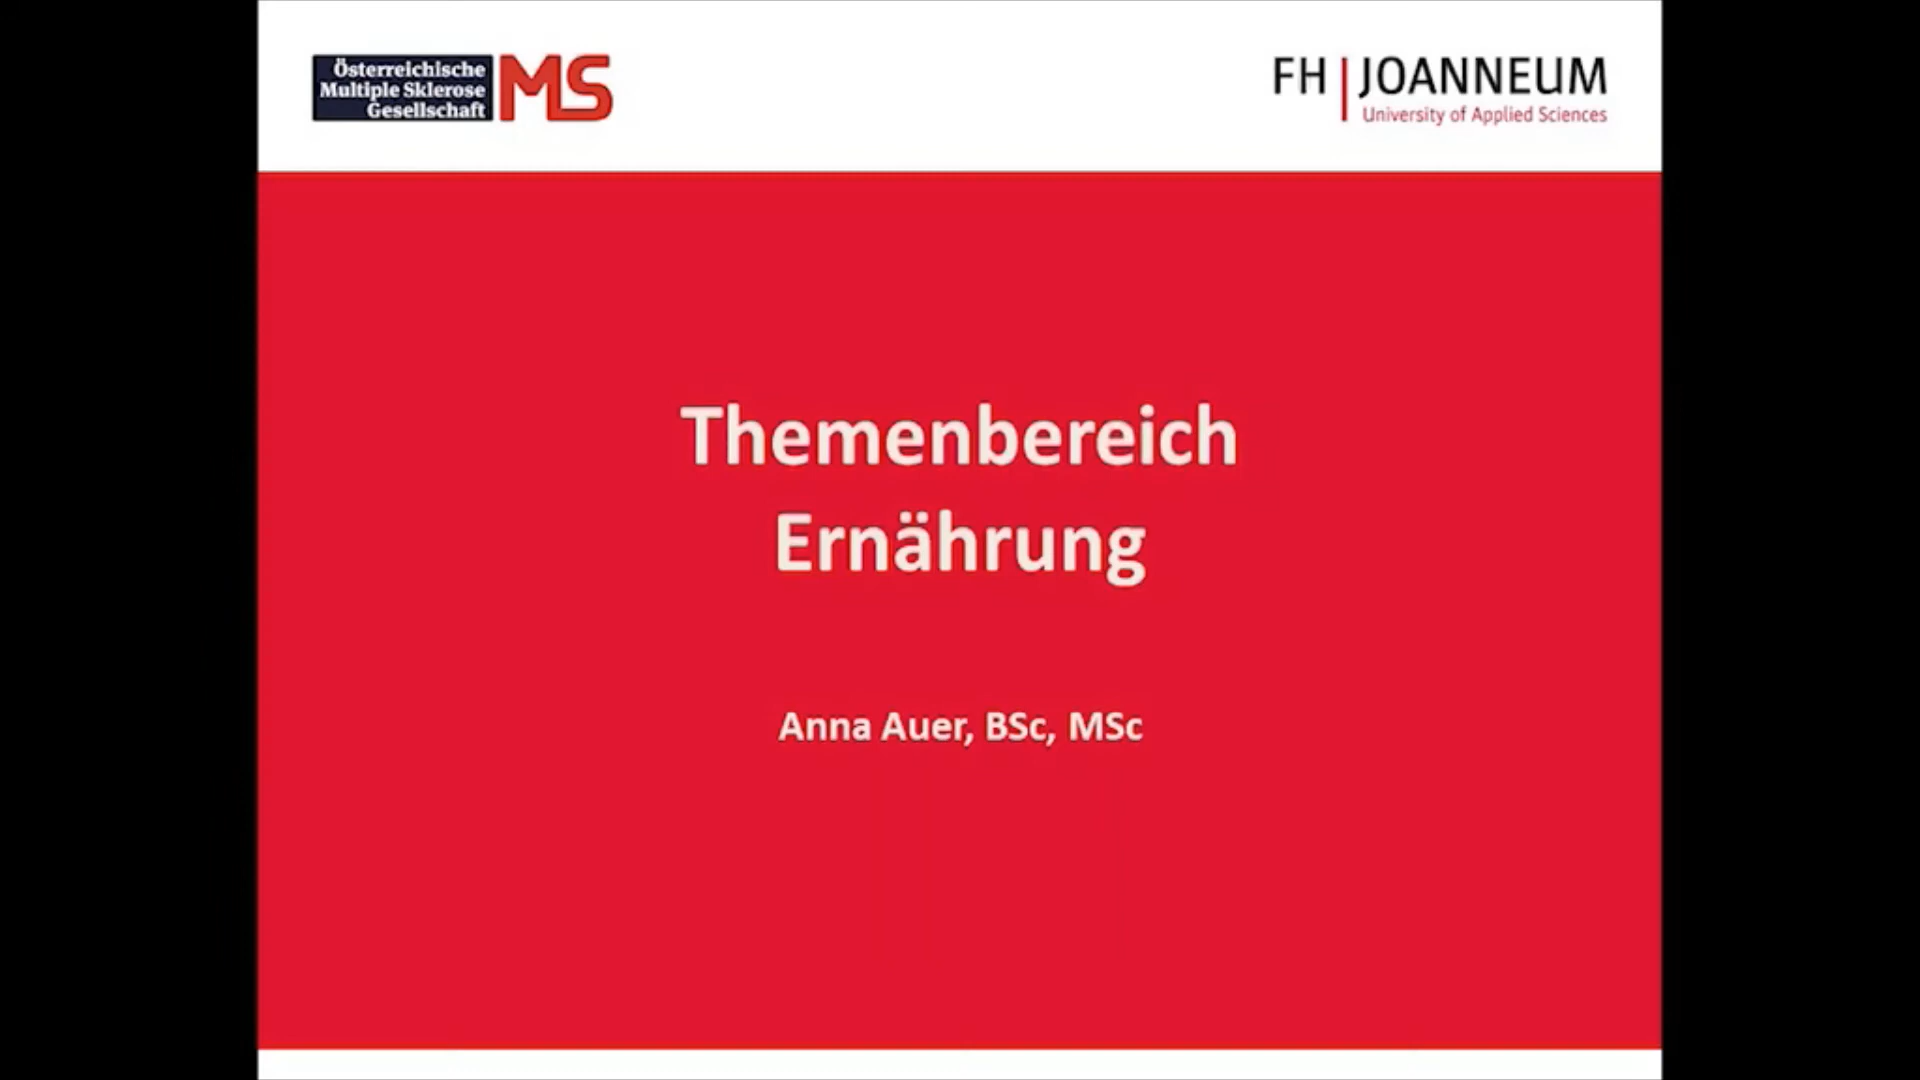 Österreichische
Multiple Sklerose
Gesellschaft
MS
FH | JOANNEUM
University of Applied Sciences
Themenbereich
Ernährung
Anna Auer, BSc, MSc